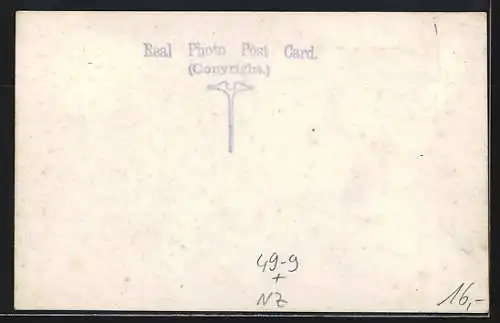 Real Photo Post Card.
(Copyright.)
49-9
+
NZ
16,-